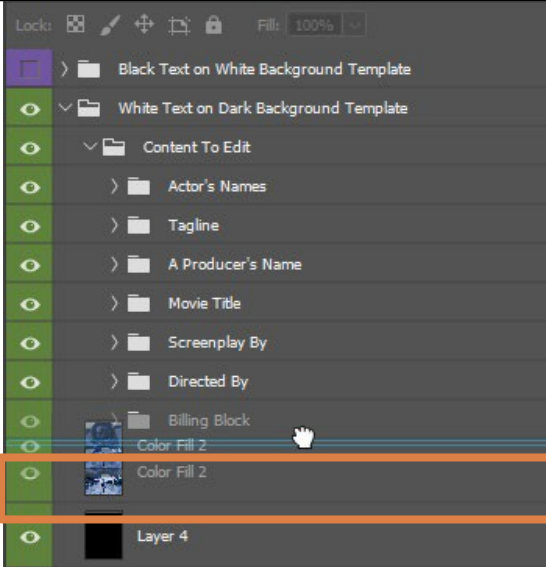 Lock: Fill: 100%
Black Text on White Background Template
White Text on Dark Background Template
Content To Edit
Actor's Names
Tagline
A Producer's Name
Movie Title
Screenplay By
Directed By
Billing Block
Color Fill 2
Color Fill 2
Layer 4